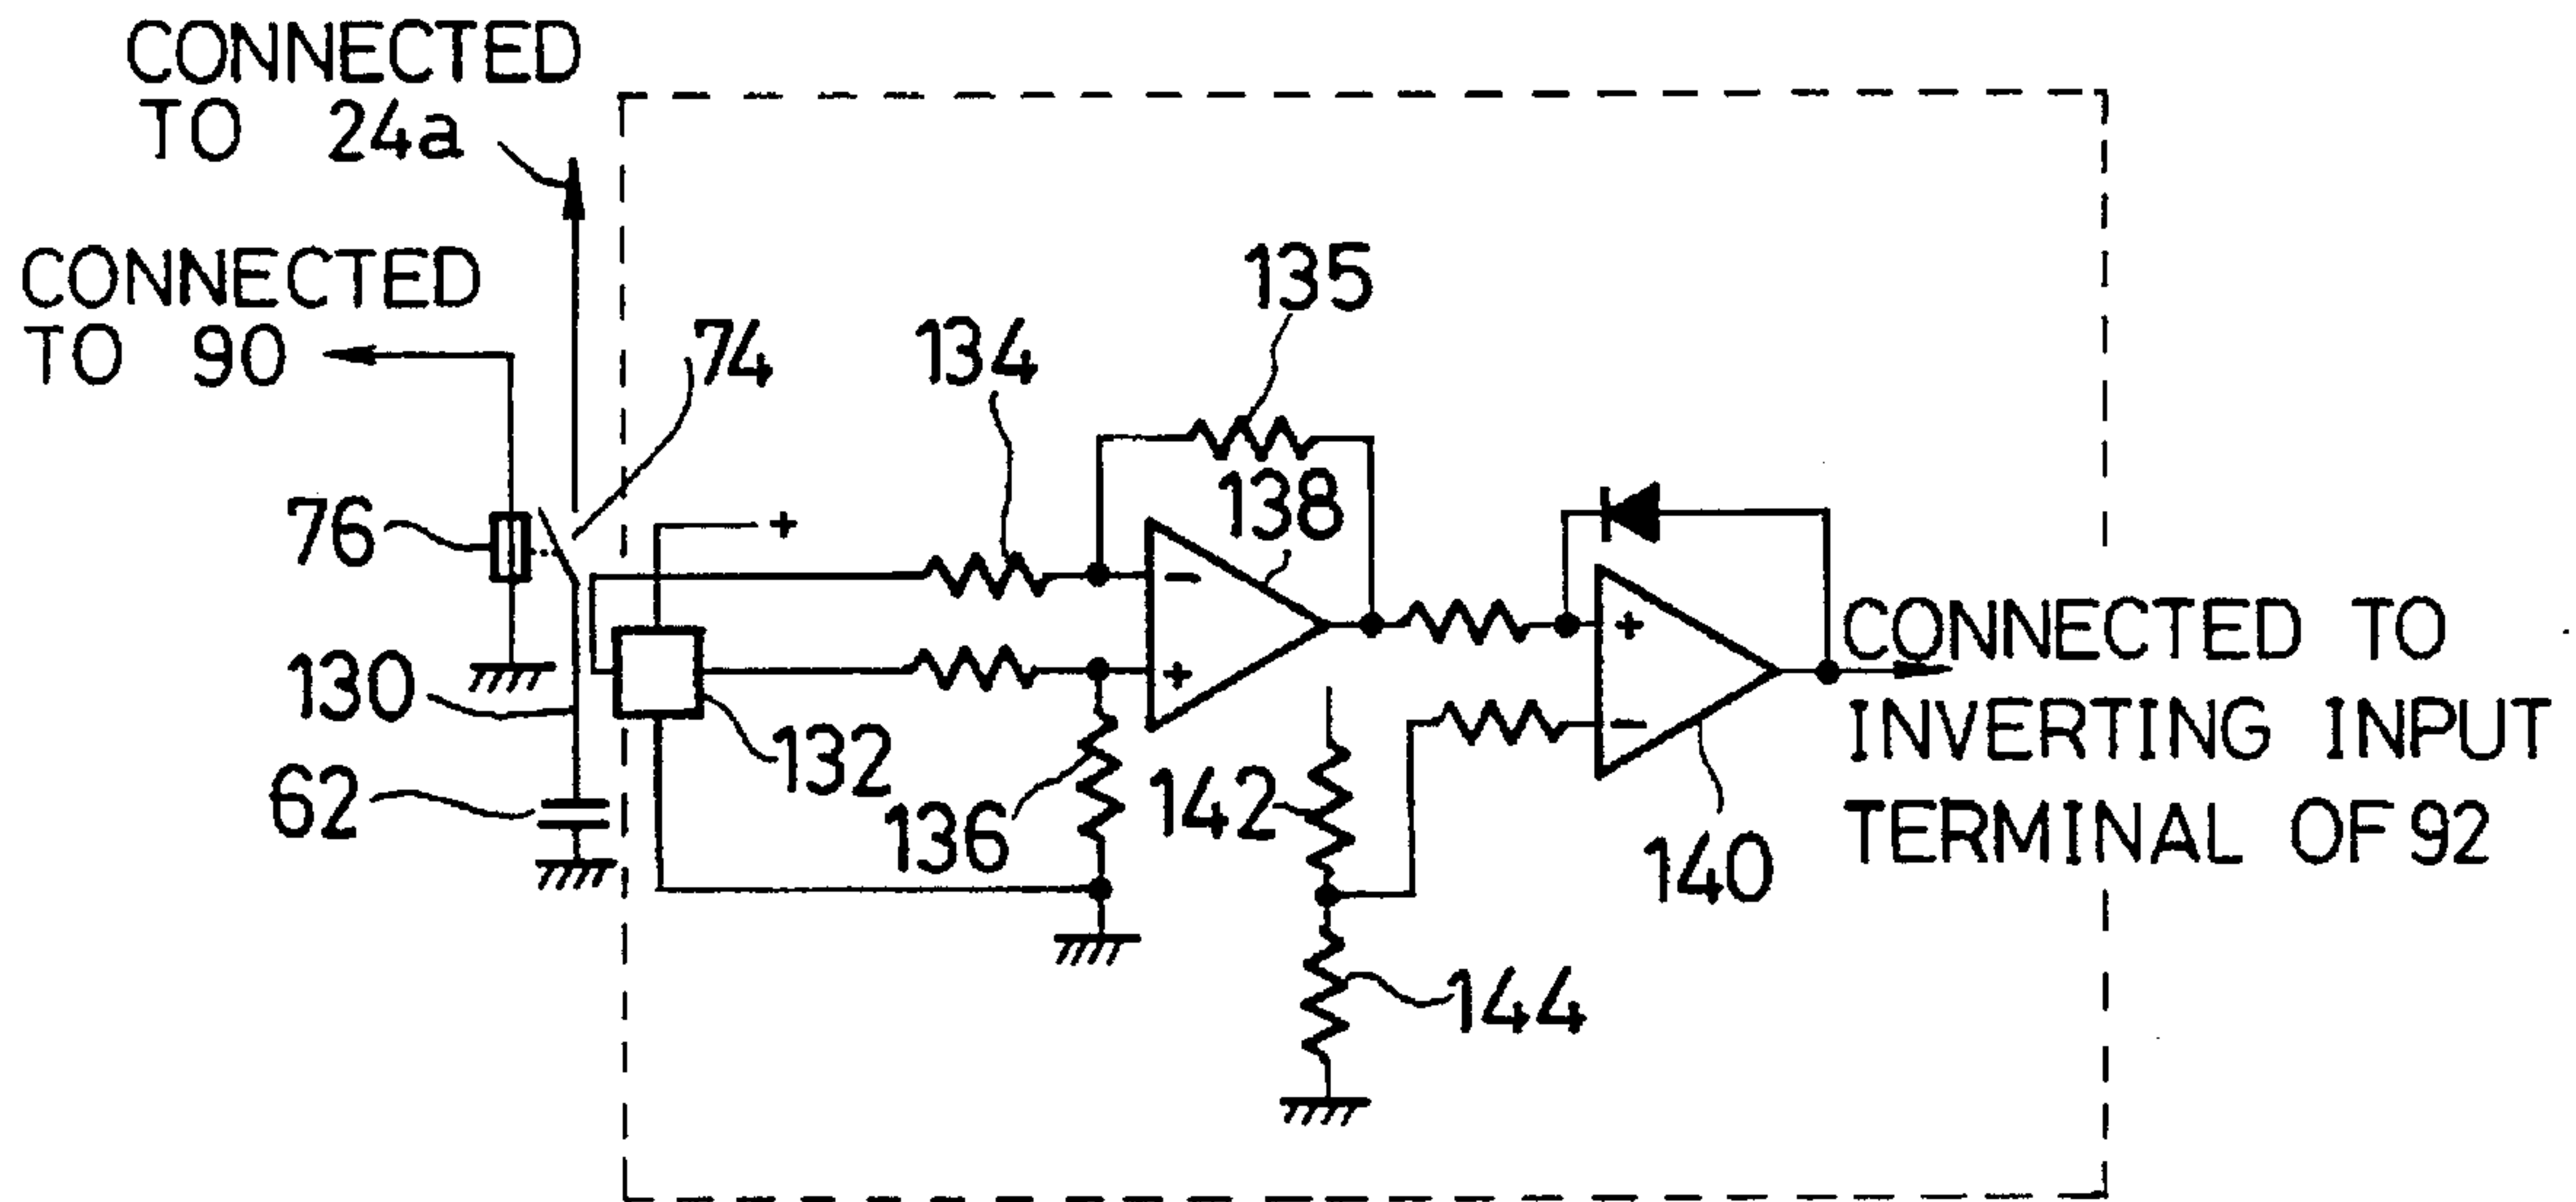 CONNECTED
TO 24a
CONNECTED
TO 90
135
74
134
138
76
+
−
+
+
−
130
132
62
136
142
140
144
CONNECTED TO
INVERTING INPUT
TERMINAL OF 92